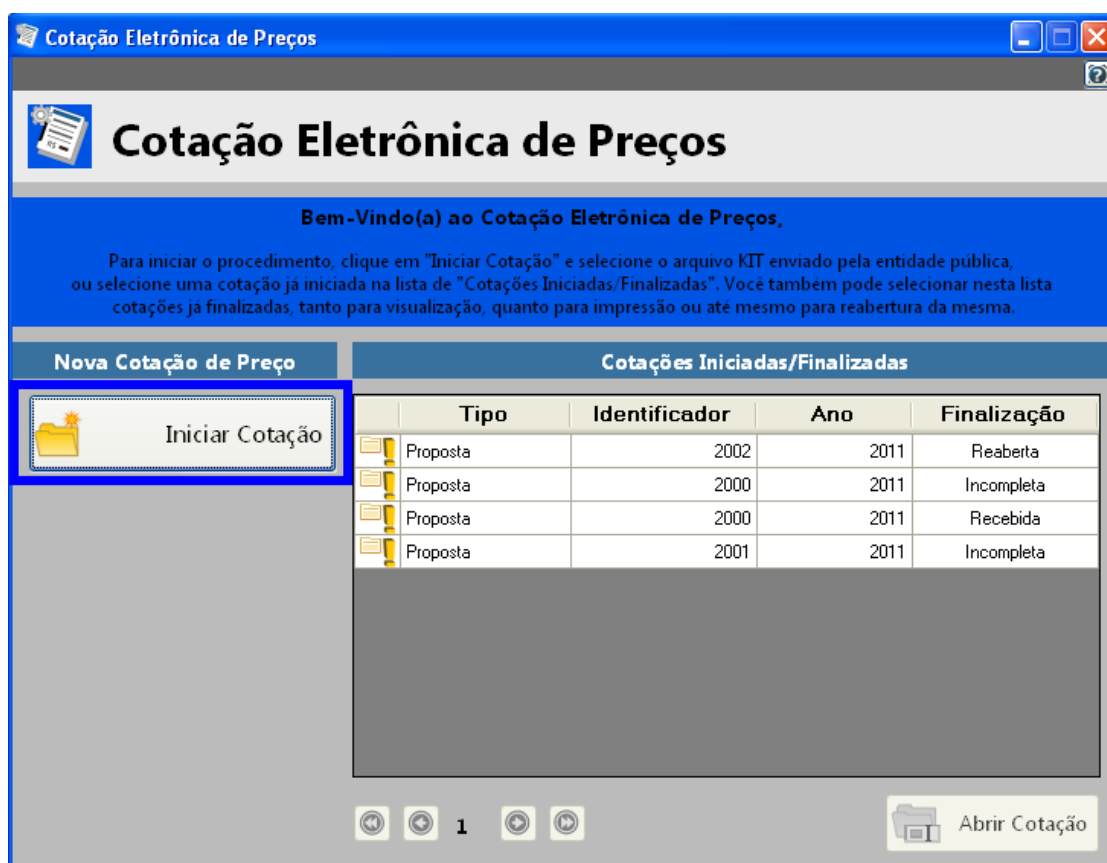 Cotação Eletrônica de Preços
Cotação Eletrônica de Preços
Bem-Vindo(a) ao Cotação Eletrônica de Preços,
Para iniciar o procedimento, clique em "Iniciar Cotação" e selecione o arquivo KIT enviado pela entidade pública,
ou selecione uma cotação já iniciada na lista de "Cotações Iniciadas/Finalizadas". Você também pode selecionar nesta lista
cotações já finalizadas, tanto para visualização, quanto para impressão ou até mesmo para reabertura da mesma.
Nova Cotação de Preço
Cotações Iniciadas/Finalizadas
Iniciar Cotação
Tipo Identificador Ano Finalização
Proposta 2002 2011 Reaberta
Proposta 2000 2011 Incompleta
Proposta 2000 2011 Recebida
Proposta 2001 2011 Incompleta
1
Abrir Cotação